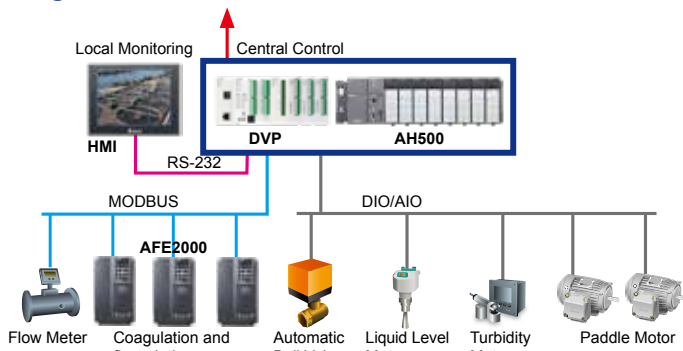 Local Monitoring
Central Control
HMI
DVP
AH500
RS-232
MODBUS
DIO/AIO
AFE2000
Flow Meter
Coagulation and
Automatic
Liquid Level
Turbidity
Paddle Motor